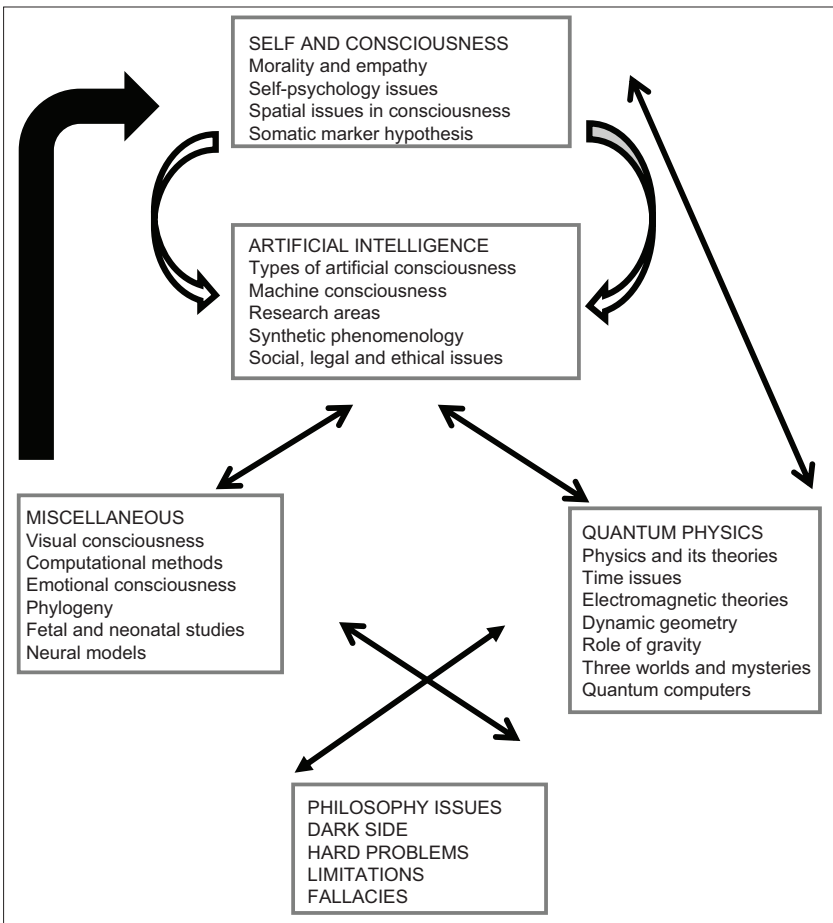 SELF AND CONSCIOUSNESS
Morality and empathy
Self-psychology issues
Spatial issues in consciousness
Somatic marker hypothesis
ARTIFICIAL INTELLIGENCE
Types of artificial consciousness
Machine consciousness
Research areas
Synthetic phenomenology
Social, legal and ethical issues
MISCELLANEOUS
Visual consciousness
Computational methods
Emotional consciousness
Phylogeny
Fetal and neonatal studies
Neural models
QUANTUM PHYSICS
Physics and its theories
Time issues
Electromagnetic theories
Dynamic geometry
Role of gravity
Three worlds and mysteries
Quantum computers
PHILOSOPHY ISSUES
DARK SIDE
HARD PROBLEMS
LIMITATIONS
FALLACIES